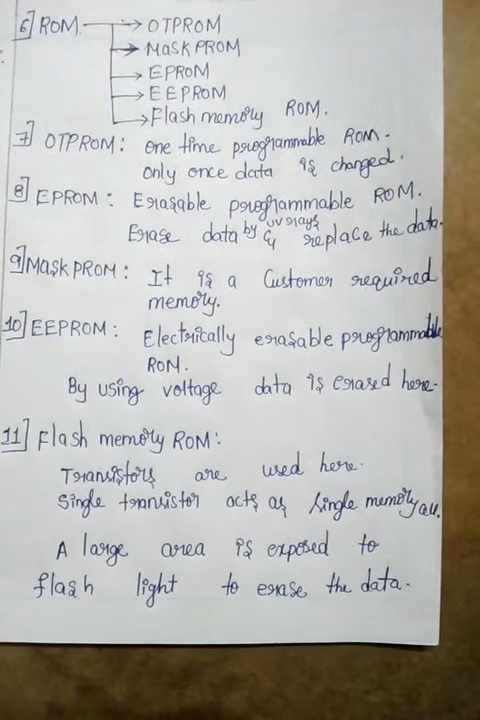 6] ROM → OTPROM
→ MASK PROM
→ EPROM
→ EEPROM
→ Flash memory ROM.
7] OTPROM: One time programmable ROM.
Only once data is changed.
8] EPROM: Erasable programmable ROM.
Erase data by uv rays & replace the data.
9] MASK PROM: It is a Customer required
memory.
10] EEPROM: Electrically erasable programmable
ROM.
By using voltage data is erased here.
11] Flash memory ROM:
Transistors are used here.
Single transistor acts as single memory
A large area is exposed to
flash light to erase the data.